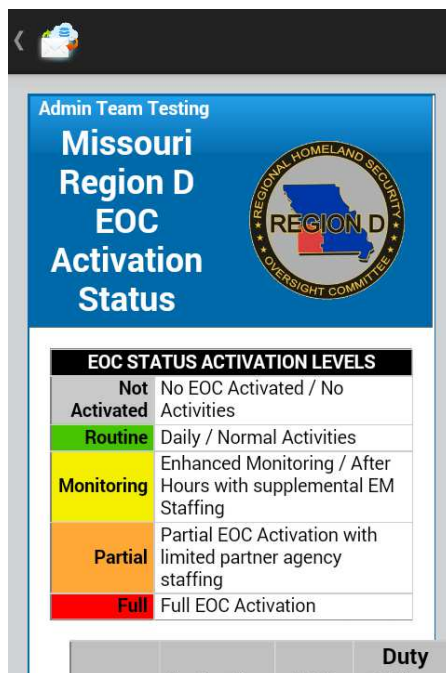 Admin Team Testing
Missouri
Region D
EOC
Activation
Status
REGIONAL HOMELAND SECURITY
REGION D
OVERSIGHT COMMITTEE
EOC STATUS ACTIVATION LEVELS
Not Activated No EOC Activated / No Activities
Routine Daily / Normal Activities
Monitoring Enhanced Monitoring / After
Hours with supplemental EM
Staffing
Partial Partial EOC Activation with
limited partner agency
staffing
Full Full EOC Activation
Duty